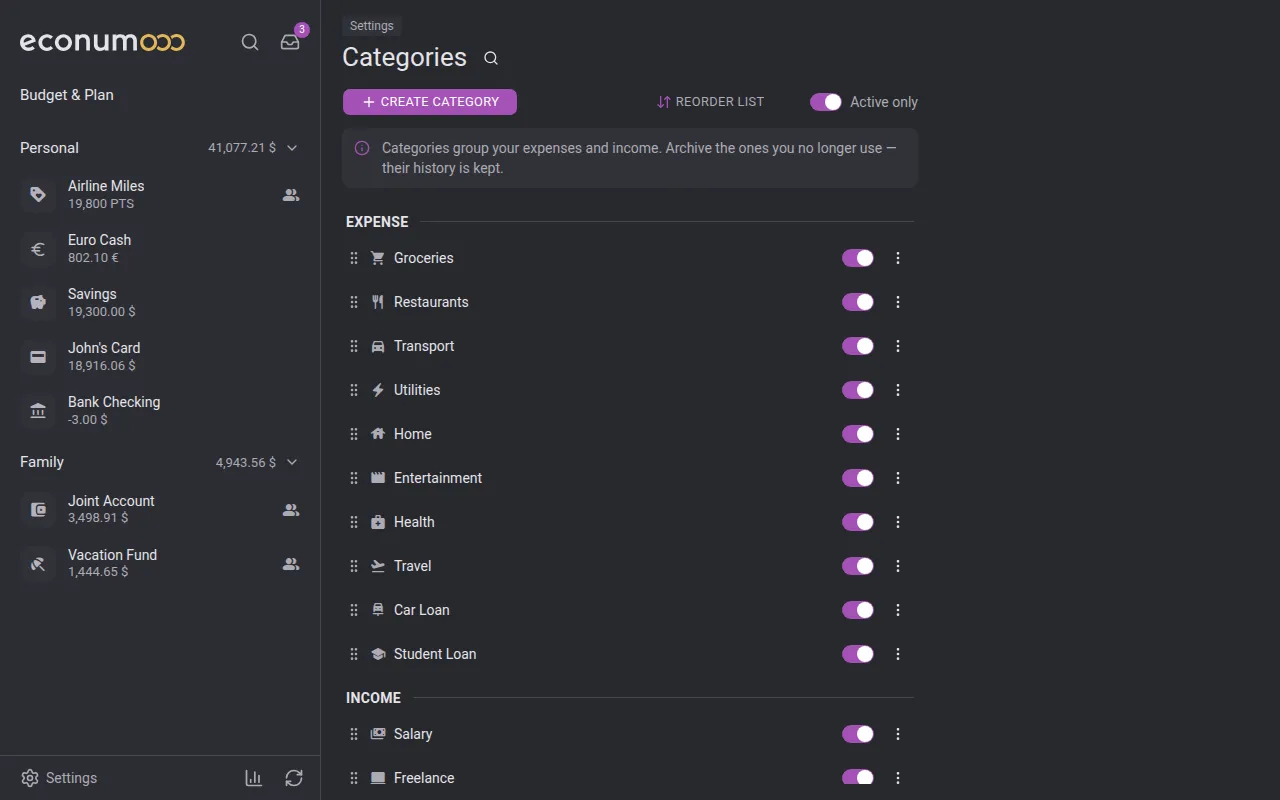 econumo
3
Budget & Plan
Personal 41,077.21 $
Airline Miles
19,800 PTS
Euro Cash
802.10 €
Savings
19,300.00 $
John's Card
18,916.06 $
Bank Checking
-3.00 $
Family 4,943.56 $
Joint Account
3,498.91 $
Vacation Fund
1,444.65 $
Settings
Settings
Categories
CREATE CATEGORY
REORDER LIST
Active only
Categories group your expenses and income. Archive the ones you no longer use —
their history is kept.
EXPENSE
Groceries
Restaurants
Transport
Utilities
Home
Entertainment
Health
Travel
Car Loan
Student Loan
INCOME
Salary
Freelance